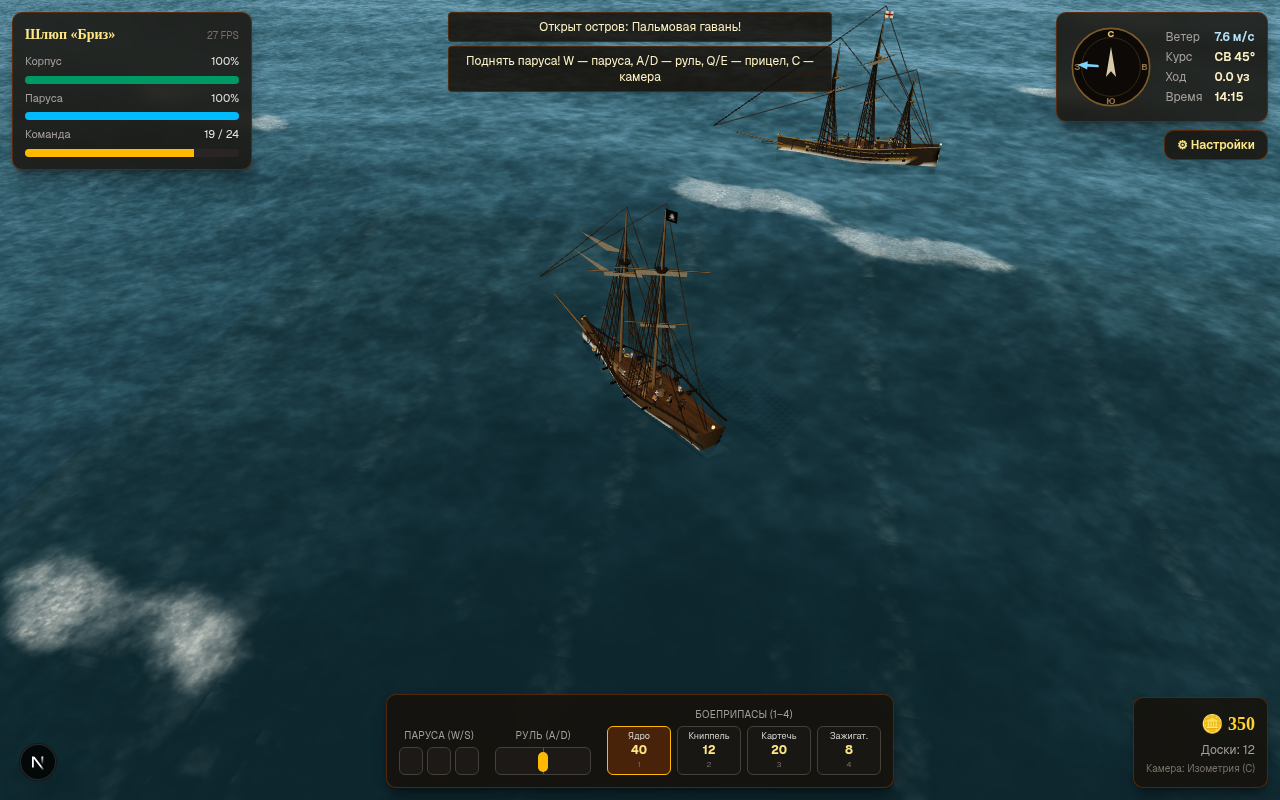 Шлюп «Бриз»
27 FPS
Корпус
100%
Паруса
100%
Команда
19 / 24
Открыт остров: Пальмовая гавань!
Поднять паруса! W — паруса, A/D — руль, Q/E — прицел, C —
камера
С
З
В
Ю
Ветер
7.6 м/с
Курс
СВ 45°
Ход
0.0 уз
Время
14:15
⚙ Настройки
ПАРУСА (W/S)
РУЛЬ (A/D)
БОЕПРИПАСЫ (1–4)
Ядро
40
1
Книппель
12
2
Картечь
20
3
Зажигат.
8
4
350
Доски: 12
Камера: Изометрия (C)
N